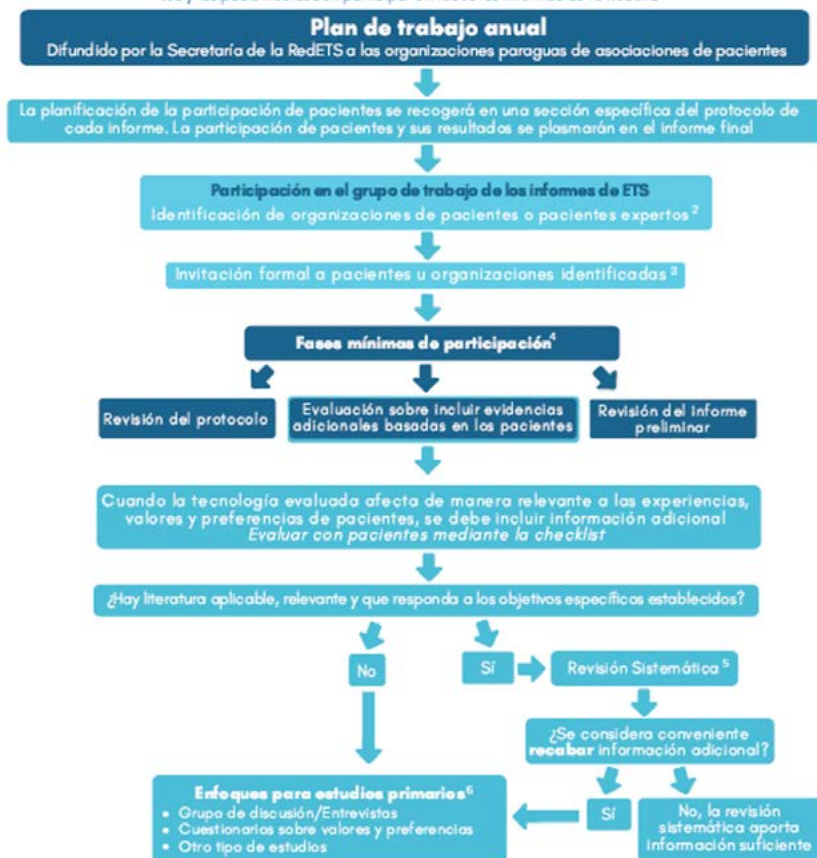 Plan de trabajo anual
Difundido por la Secretaría de la RedETS a las organizaciones paraguas de asociaciones de pacientes
La planificación de la participación de pacientes se recogerá en una sección específica del protocolo de
cada informe. La participación de pacientes y sus resultados se plasmarán en el informe final
Participación en el grupo de trabajo de los informes de ETS
Identificación de organizaciones de pacientes o pacientes expertos ²
Invitación formal a pacientes u organizaciones identificadas ³
Fases mínimas de participación⁴
Revisión del protocolo
Evaluación sobre incluir evidencias
adicionales basadas en los pacientes
Revisión del informe
preliminar
Cuando la tecnología evaluada afecta de manera relevante a las experiencias,
valores y preferencias de pacientes, se debe incluir información adicional
Evaluar con pacientes mediante la checklist
¿Hay literatura aplicable, relevante y que responda a los objetivos específicos establecidos?
No
Sí
Revisión Sistemática ⁵
¿Se considera conveniente
recabar información adicional?
Enfoques para estudios primarios⁶
• Grupo de discusión/Entrevistas
• Cuestionarios sobre valores y preferencias
• Otro tipo de estudios
Sí
No, la revisión
sistemática aporta
información suficiente